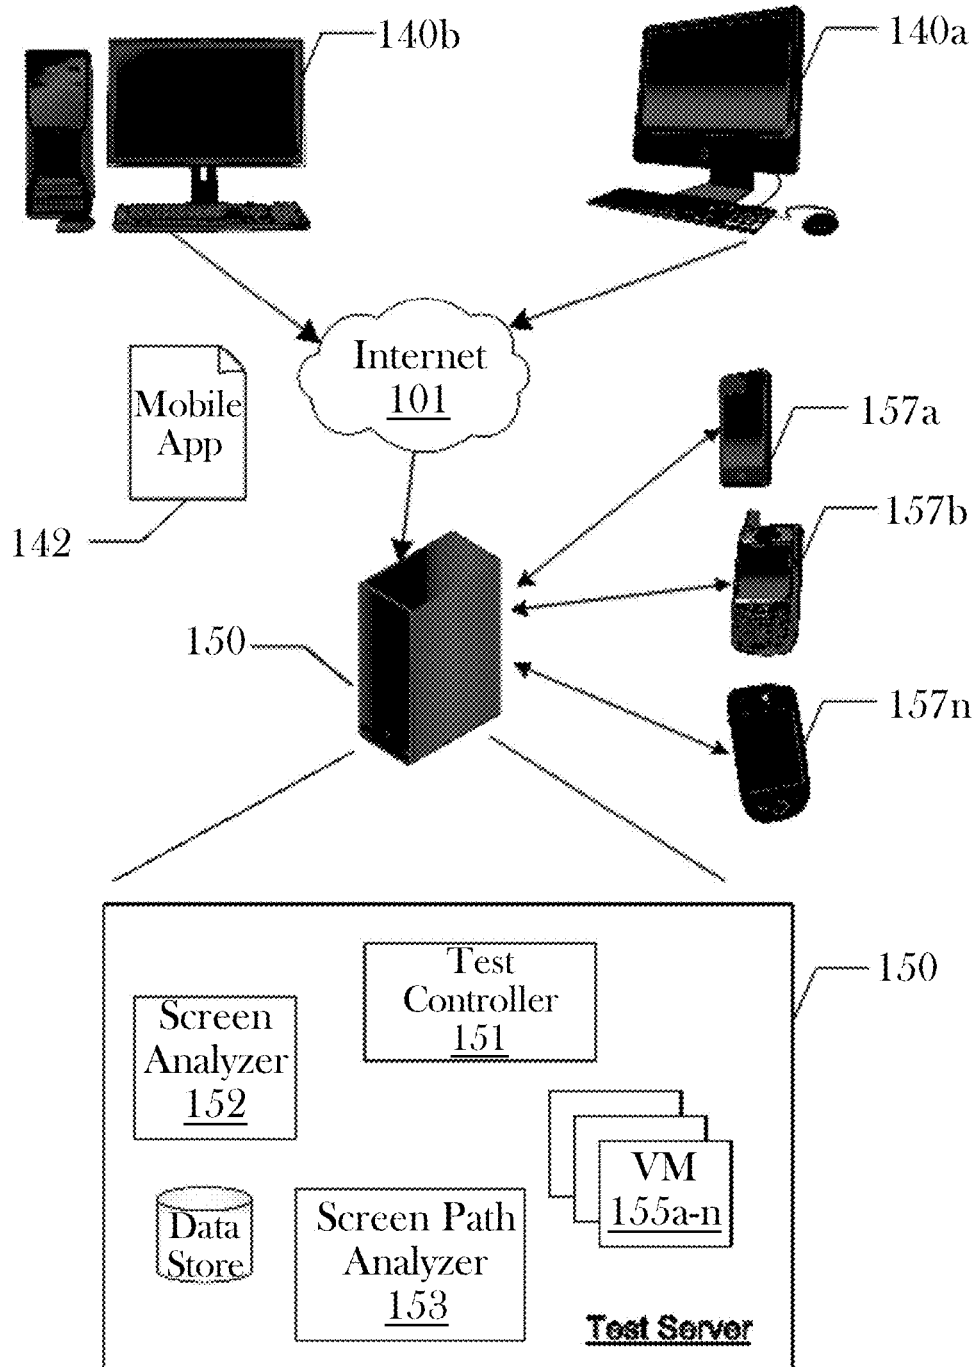 140b
140a
Internet
101
Mobile
App
142
157a
157b
150
157n
150
Test
Controller
151
Screen
Analyzer
152
VM
155a-n
Data
Store
Screen Path
Analyzer
153
Test Server